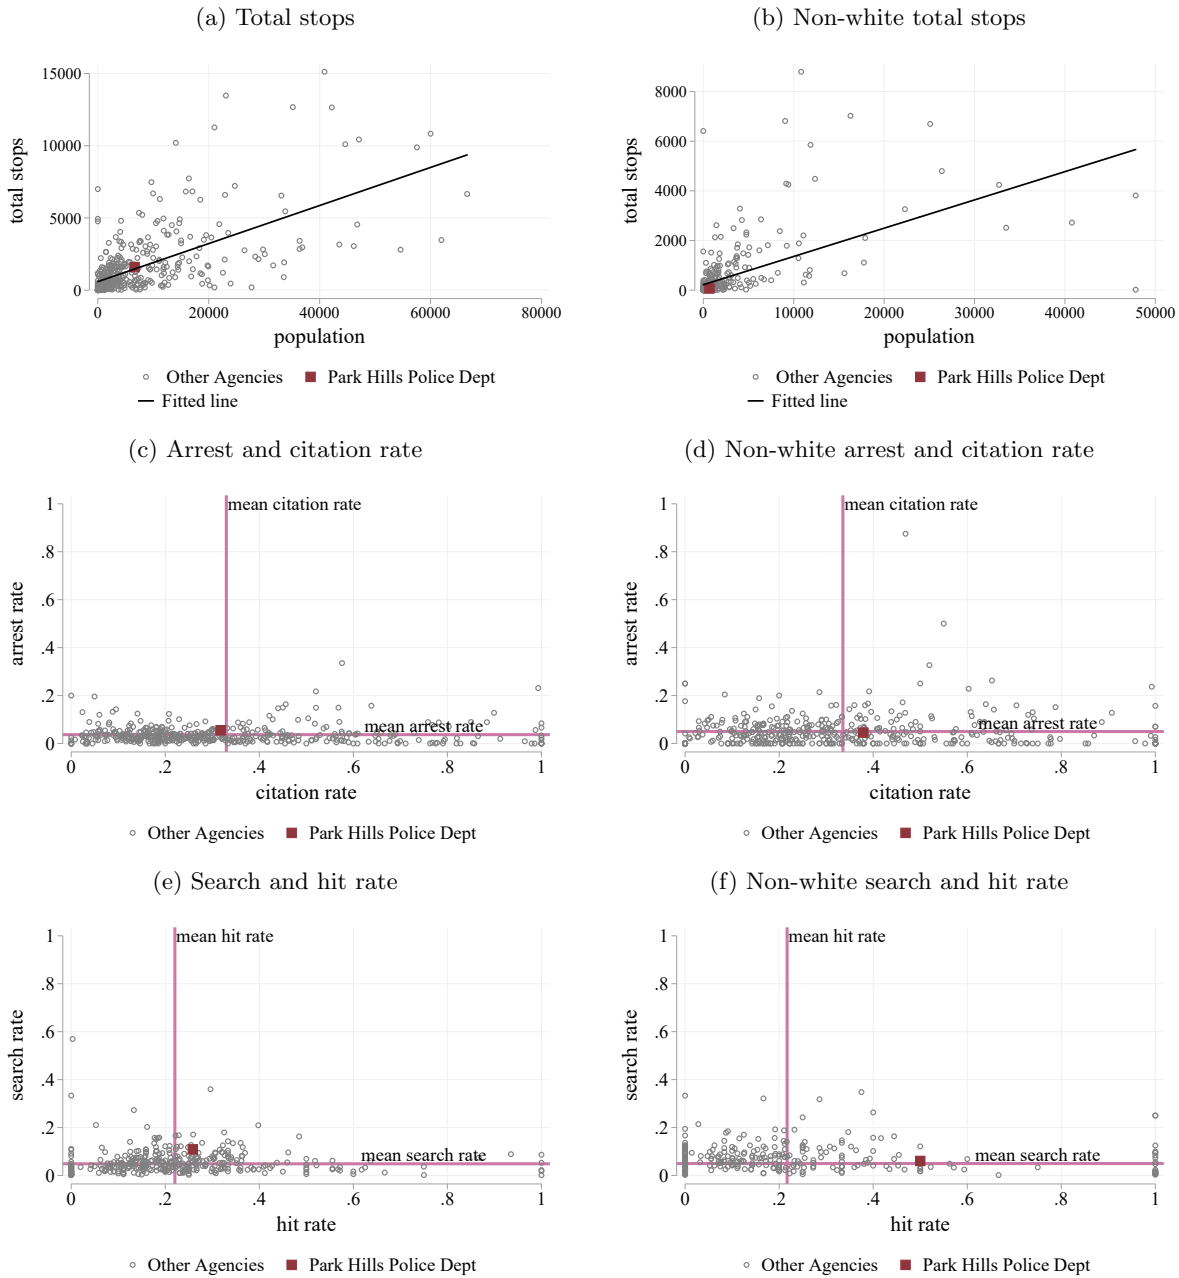 (a) Total stops
total stops
15000
10000
5000
0
0 20000 40000 60000 80000
population
Other Agencies Park Hills Police Dept
Fitted line
(b) Non-white total stops
total stops
8000
6000
4000
2000
0
0 10000 20000 30000 40000 50000
population
Other Agencies Park Hills Police Dept
Fitted line
(c) Arrest and citation rate
arrest rate
1
.8
.6
.4
.2
0
mean citation rate
mean arrest rate
0 .2 .4 .6 .8 1
citation rate
Other Agencies Park Hills Police Dept
(d) Non-white arrest and citation rate
arrest rate
1
.8
.6
.4
.2
0
mean citation rate
mean arrest rate
0 .2 .4 .6 .8 1
citation rate
Other Agencies Park Hills Police Dept
(e) Search and hit rate
search rate
1
.8
.6
.4
.2
0
mean hit rate
mean search rate
0 .2 .4 .6 .8 1
hit rate
Other Agencies Park Hills Police Dept
(f) Non-white search and hit rate
search rate
1
.8
.6
.4
.2
0
mean hit rate
mean search rate
0 .2 .4 .6 .8 1
hit rate
Other Agencies Park Hills Police Dept